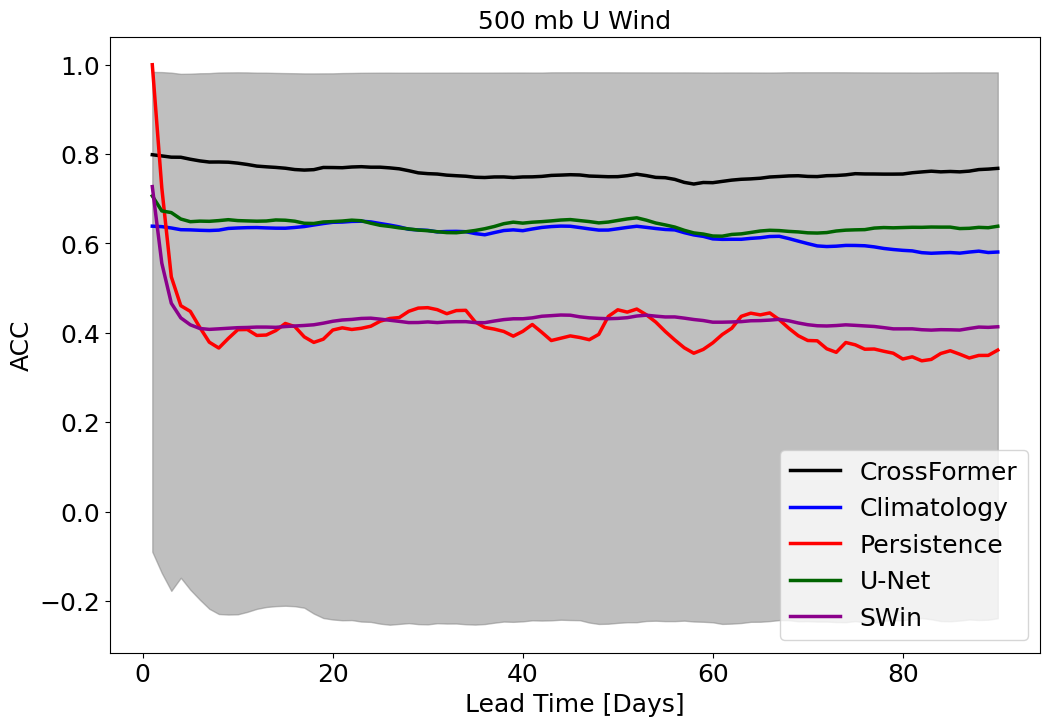 500 mb U Wind
ACC
1.0
0.8
0.6
0.4
0.2
0.0
−0.2
0 20 40 60 80
Lead Time [Days]
CrossFormer
Climatology
Persistence
U-Net
SWin